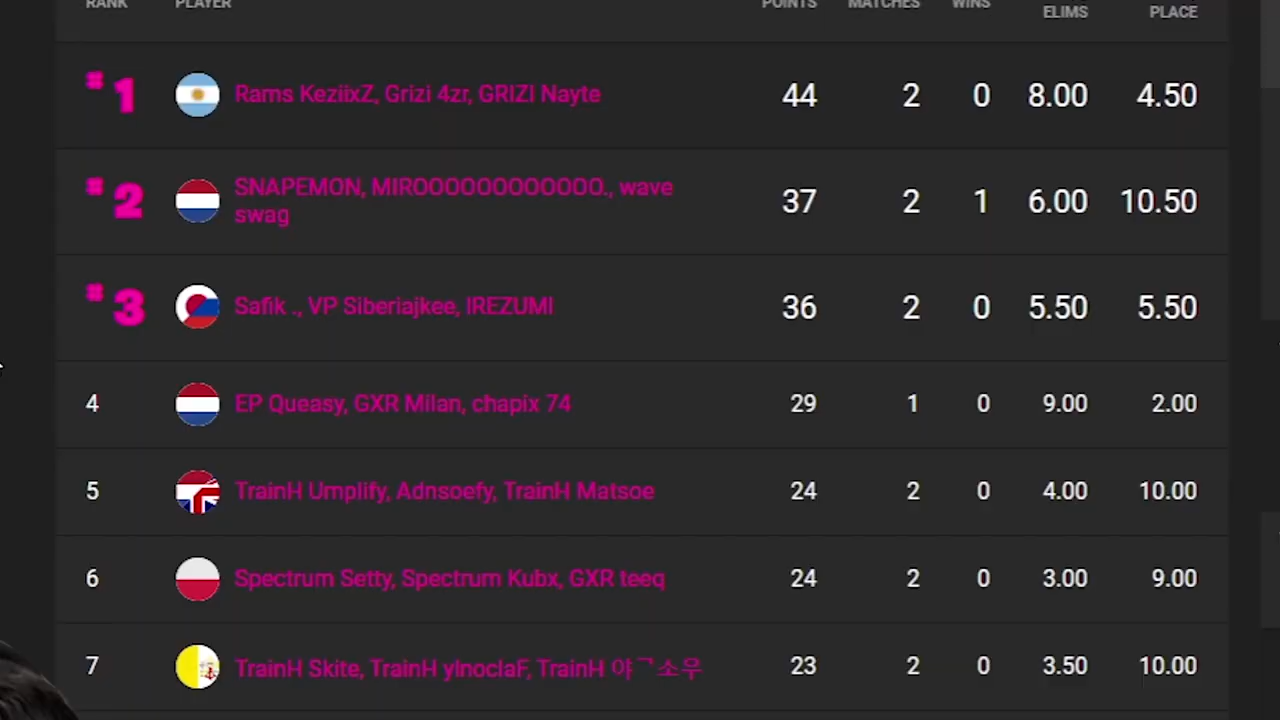 RANK PLAYER POINTS MATCHES WINS ELIMS PLACE
#1 Rams KeziixZ, Grizi 4zr, GRIZI Nayte 44 2 0 8.00 4.50
#2 SNAPEMON, MIROOOOOOOOOOOO., wave 37 2 1 6.00 10.50
swag
#3 Safik ., VP Siberiajkee, IREZUMI 36 2 0 5.50 5.50
4 EP Queasy, GXR Milan, chapix 74 29 1 0 9.00 2.00
5 TrainH Umplify, Adnsoefy, TrainH Matsoe 24 2 0 4.00 10.00
6 Spectrum Setty, Spectrum Kubx, GXR teeq 24 2 0 3.00 9.00
7 TrainH Skite, TrainH ylnoclaF, TrainH 야ᄀ소우 23 2 0 3.50 10.00